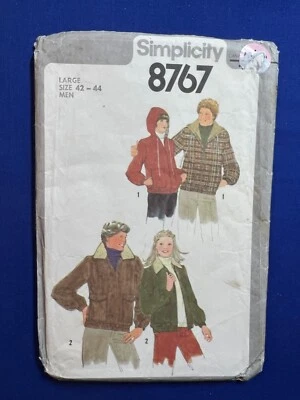 Simplicity
8767
LARGE
SIZE 42 – 44
MEN
1
1
2
2